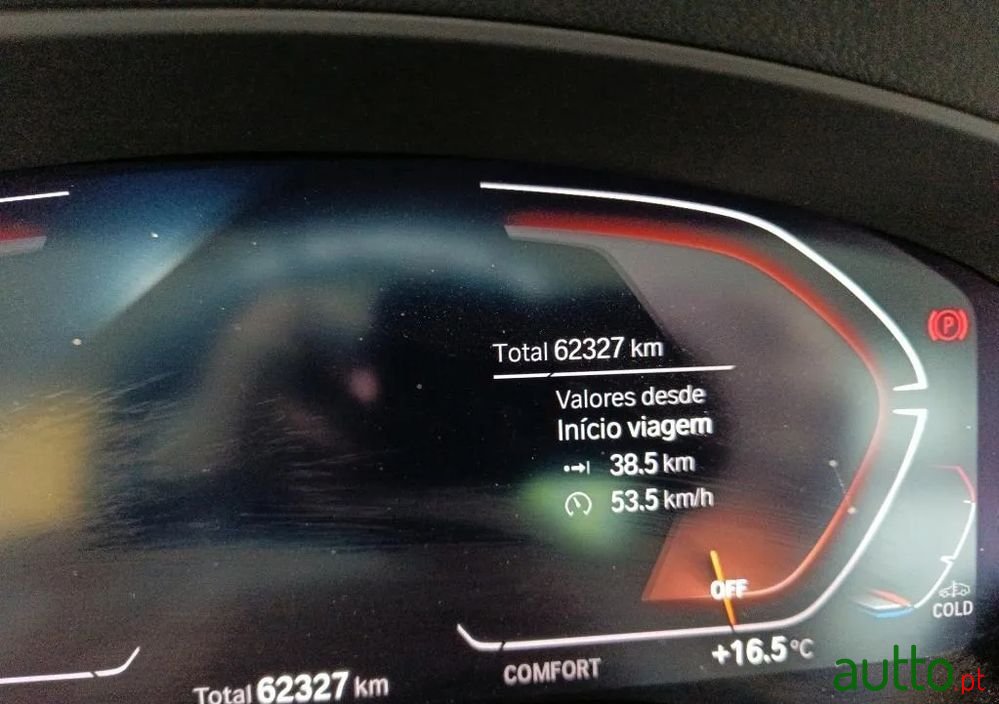 Total 62327 km
Valores desde
Início viagem
38.5 km
53.5 km/h
P
OFF
COLD
+16.5 °C
COMFORT
Total 62327 km
autto.pt